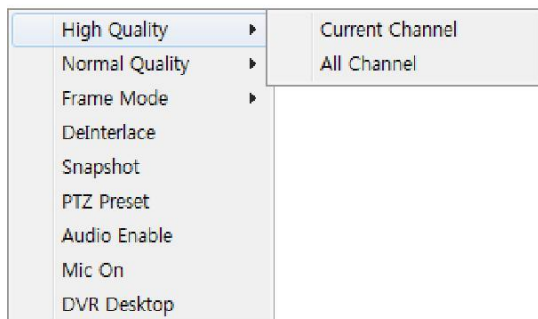 High Quality
Normal Quality
Frame Mode
DeInterlace
Snapshot
PTZ Preset
Audio Enable
Mic On
DVR Desktop
Current Channel
All Channel